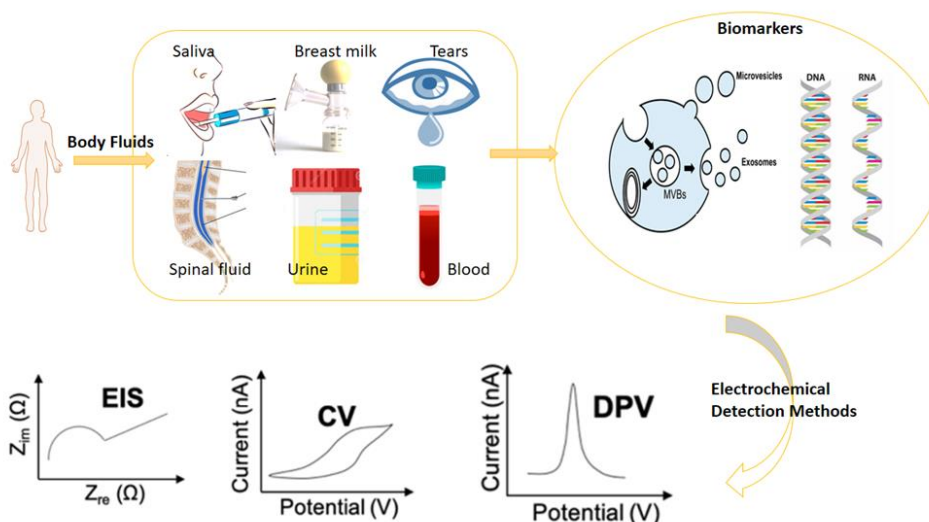 Saliva
Breast milk
Tears
Body Fluids
Spinal fluid
Urine
Blood
Biomarkers
Microvesicles
Exosomes
MVBs
DNA
RNA
Electrochemical
Detection Methods
EIS
Zim (Ω)
Zre (Ω)
CV
Current (nA)
Potential (V)
DPV
Current (nA)
Potential (V)